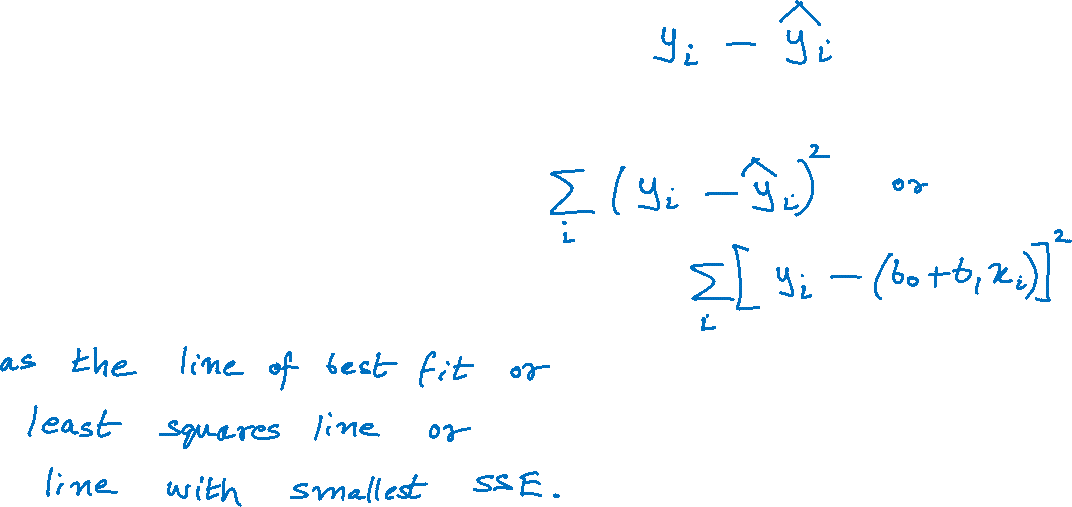 yᵢ − ŷᵢ
∑ᵢ (yᵢ − ŷᵢ)² or
∑ᵢ [yᵢ − (b₀ + b₁xᵢ)]²
as the line of best fit or
least squares line or
line with smallest SSE.